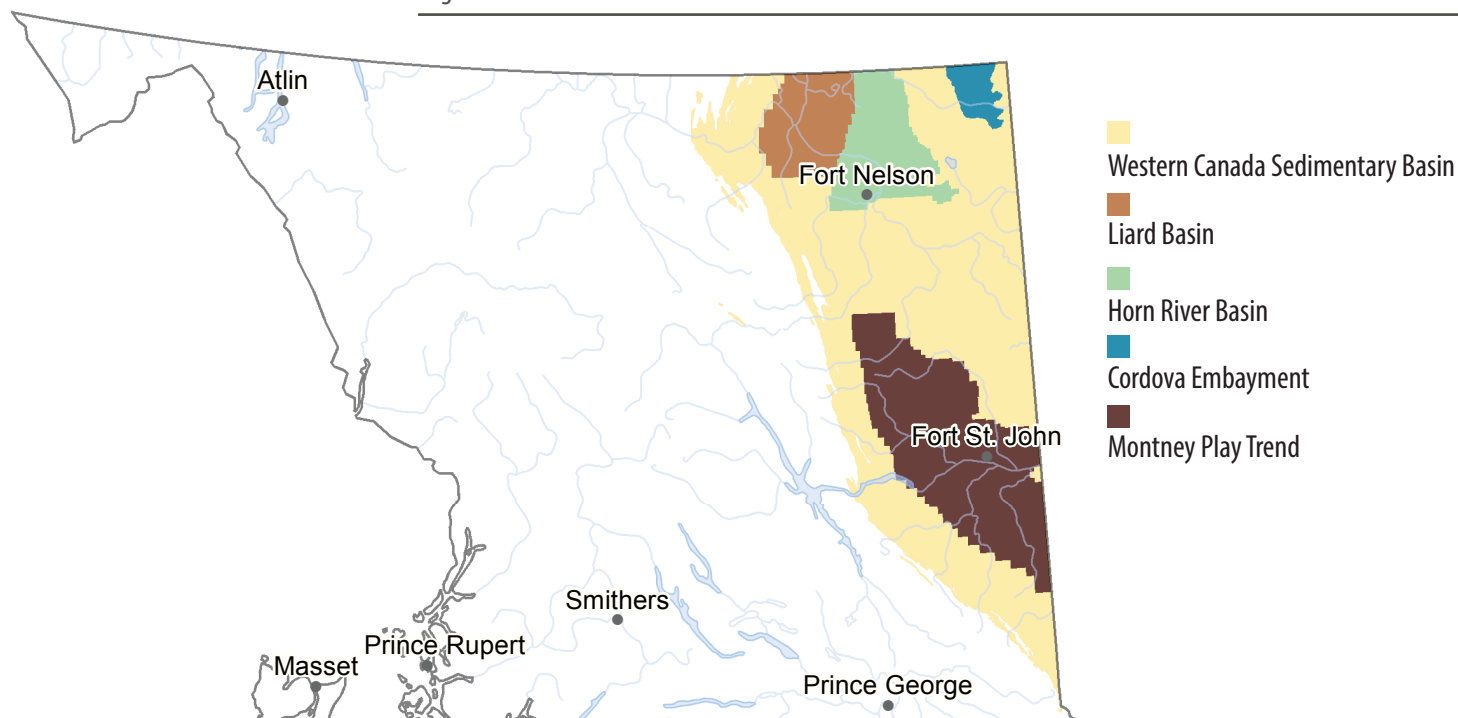 Atlin
Western Canada Sedimentary Basin
Fort Nelson
Liard Basin
Horn River Basin
Cordova Embayment
Fort St. John
Montney Play Trend
Smithers
Prince Rupert
Masset
Prince George